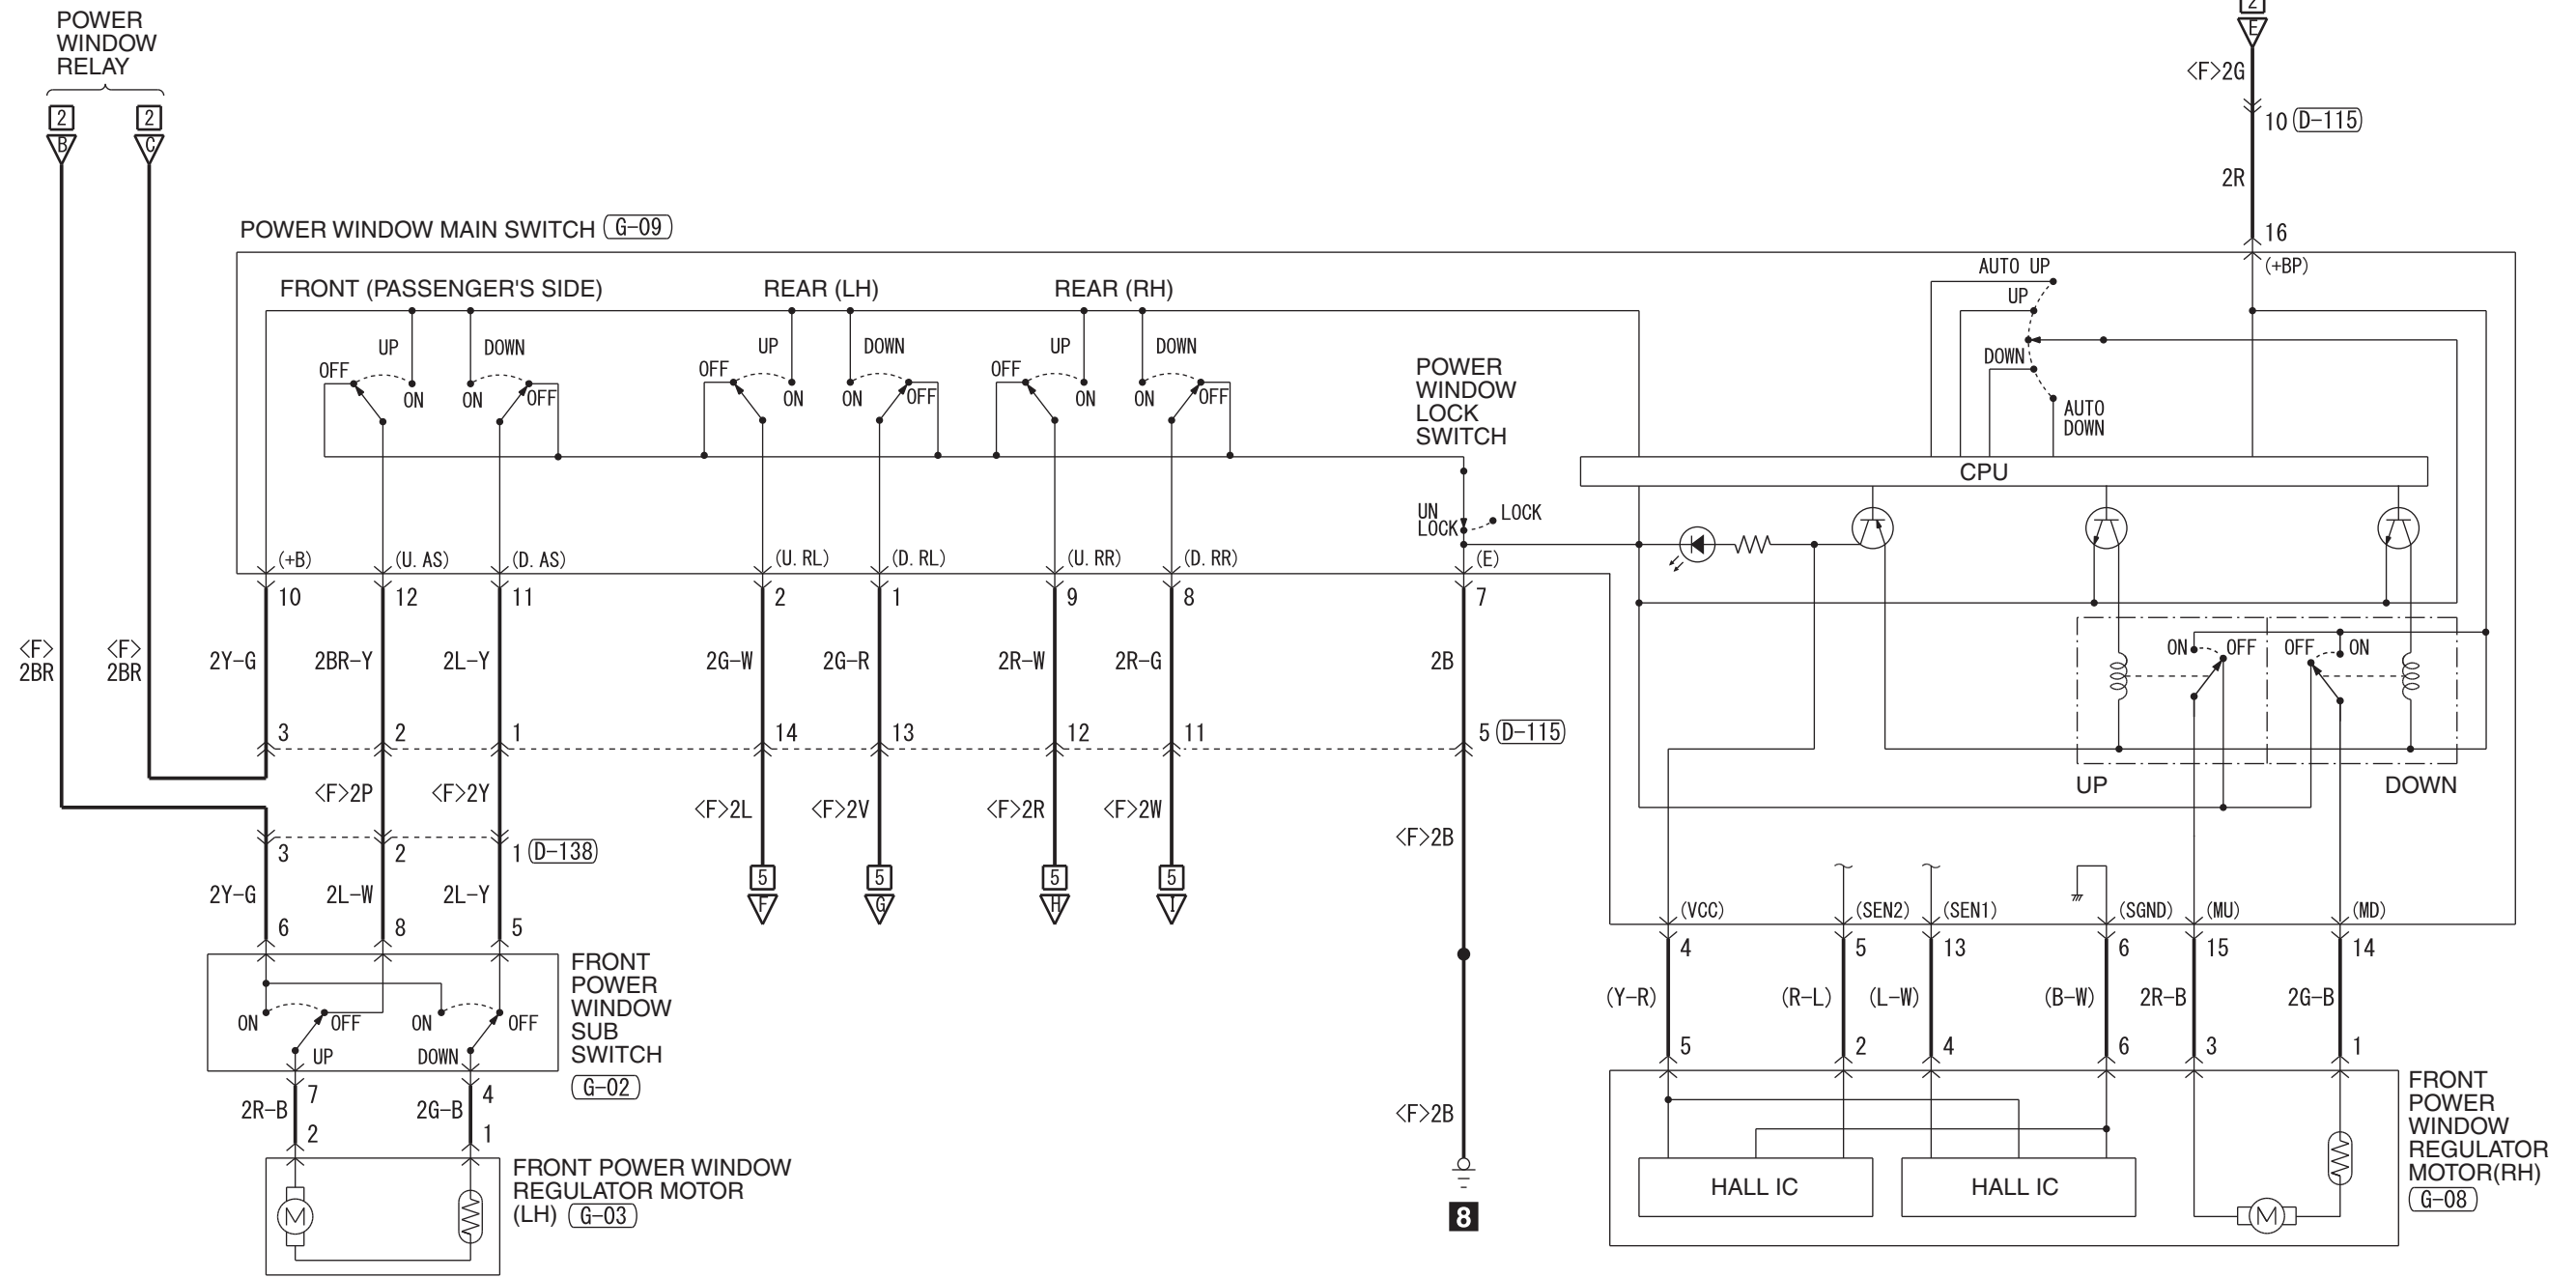 POWER
WINDOW
RELAY
2
B
2
C
2
E
<F>2G
10 D-115
2R
16
(+BP)
POWER WINDOW MAIN SWITCH G-09
FRONT (PASSENGER'S SIDE)
REAR (LH)
REAR (RH)
UP
DOWN
OFF
ON
ON
OFF
UP
DOWN
OFF
ON
ON
OFF
UP
DOWN
OFF
ON
ON
OFF
POWER
WINDOW
LOCK
SWITCH
UN
LOCK
LOCK
AUTO UP
UP
DOWN
AUTO
DOWN
CPU
(+B)
(U. AS)
(D. AS)
(U. RL)
(D. RL)
(U. RR)
(D. RR)
(E)
10
12
11
2
1
9
8
7
<F>
2BR
<F>
2BR
2Y-G
2BR-Y
2L-Y
2G-W
2G-R
2R-W
2R-G
2B
ON
OFF
OFF
ON
UP
DOWN
3
2
1
14
13
12
11
5 D-115
<F>2P
<F>2Y
<F>2L
<F>2V
<F>2R
<F>2W
<F>2B
3
2
1 D-138
5
F
5
G
5
H
5
I
2Y-G
2L-W
2L-Y
6
8
5
(VCC)
(SEN2)
(SEN1)
(SGND)
(MU)
(MD)
4
5
13
6
15
14
(Y-R)
(R-L)
(L-W)
(B-W)
2R-B
2G-B
5
2
4
6
3
1
ON
OFF
UP
ON
OFF
DOWN
FRONT
POWER
WINDOW
SUB
SWITCH
G-02
7
4
2R-B
2G-B
2
1
<F>2B
8
M
FRONT POWER WINDOW
REGULATOR MOTOR
(LH) G-03
HALL IC
HALL IC
M
FRONT
POWER
WINDOW
REGULATOR
MOTOR(RH)
G-08